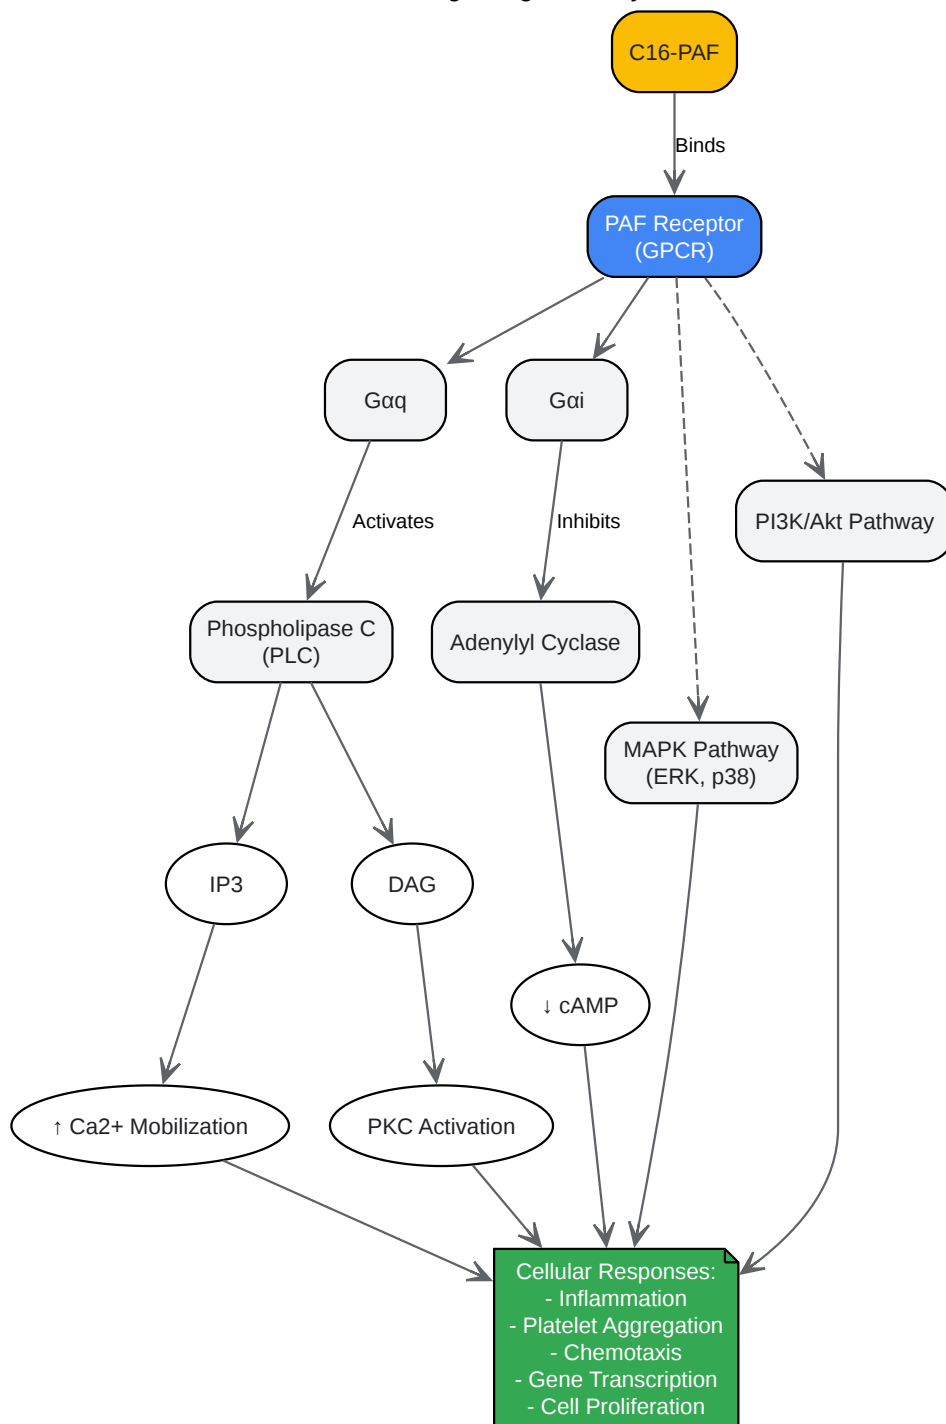 C16-PAF
Binds
PAF Receptor
(GPCR)
Gαq
Gαi
PI3K/Akt Pathway
Activates
Inhibits
Phospholipase C
(PLC)
Adenylyl Cyclase
MAPK Pathway
(ERK, p38)
IP3
DAG
↓ cAMP
↑ Ca2+ Mobilization
PKC Activation
Cellular Responses:
- Inflammation
- Platelet Aggregation
- Chemotaxis
- Gene Transcription
- Cell Proliferation